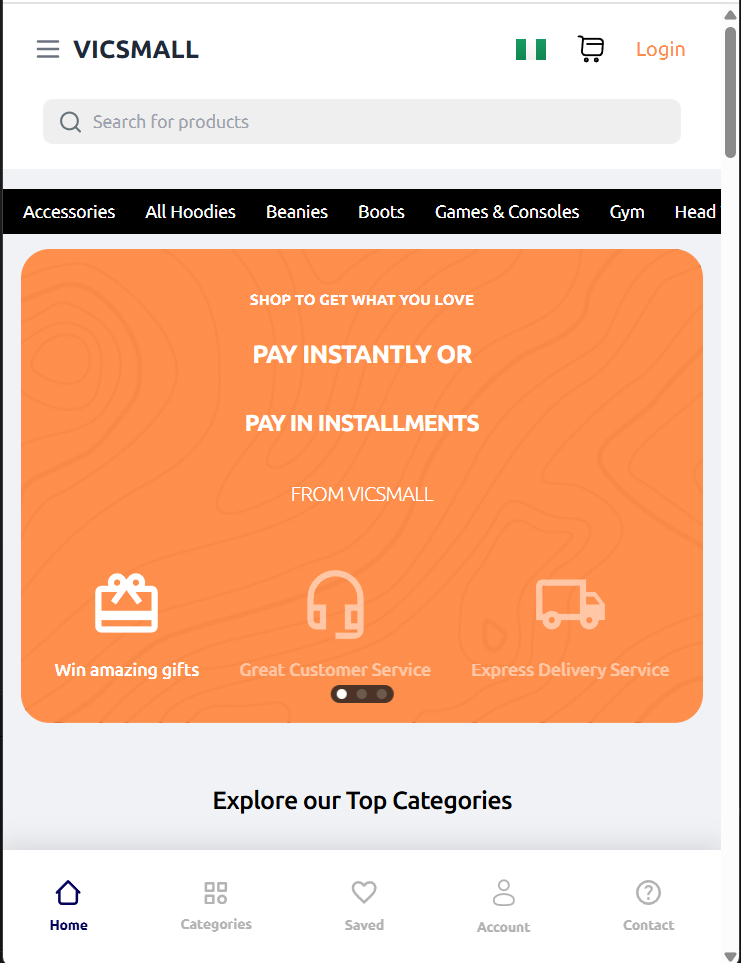 VICSMALL
Login
Search for products
Accessories All Hoodies Beanies Boots Games & Consoles Gym Head
SHOP TO GET WHAT YOU LOVE
PAY INSTANTLY OR
PAY IN INSTALLMENTS
FROM VICSMALL
Win amazing gifts Great Customer Service Express Delivery Service
Explore our Top Categories
Home Categories Saved Account Contact